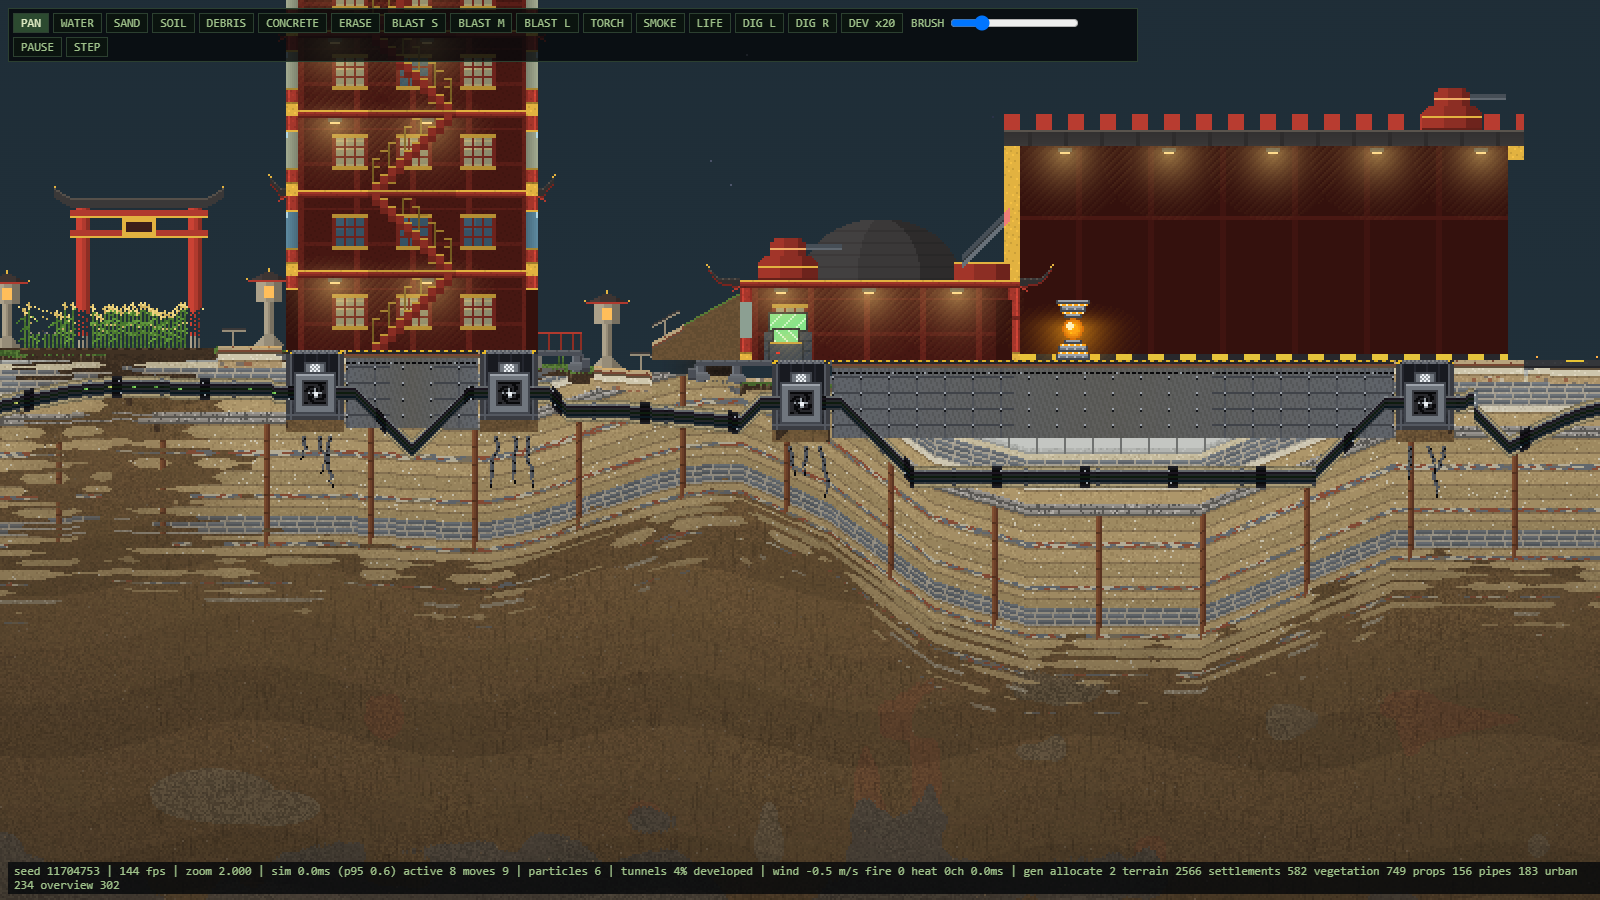 PAN WATER SAND SOIL DEBRIS CONCRETE ERASE BLAST S BLAST M BLAST L TORCH SMOKE LIFE DIG L DIG R DEV x20 BRUSH
PAUSE STEP
seed 11704753 | 144 fps | zoom 2.000 | sim 0.0ms (p95 0.6) active 8 moves 9 | particles 6 | tunnels 4% developed | wind -0.5 m/s fire 0 heat 0ch 0.0ms | gen allocate 2 terrain 2566 settlements 582 vegetation 749 props 156 pipes 183 urban
234 overview 302